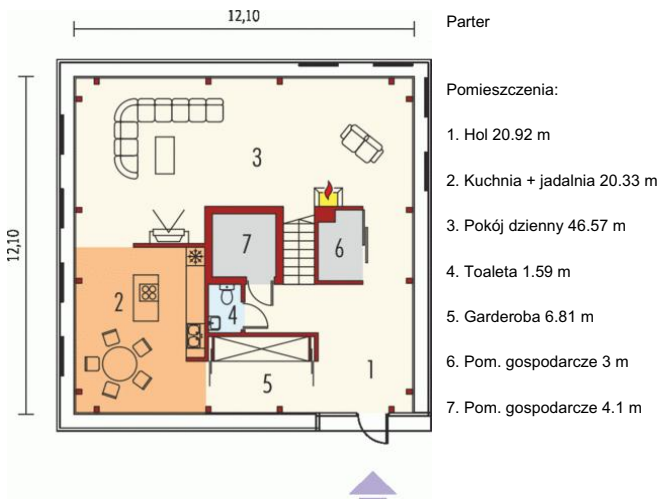 12,10
Parter
Pomieszczenia:
1. Hol 20.92 m
2. Kuchnia + jadalnia 20.33 m
3. Pokój dzienny 46.57 m
4. Toaleta 1.59 m
5. Garderoba 6.81 m
6. Pom. gospodarcze 3 m
7. Pom. gospodarcze 4.1 m
12,10
3
7
6
2
4
5
1